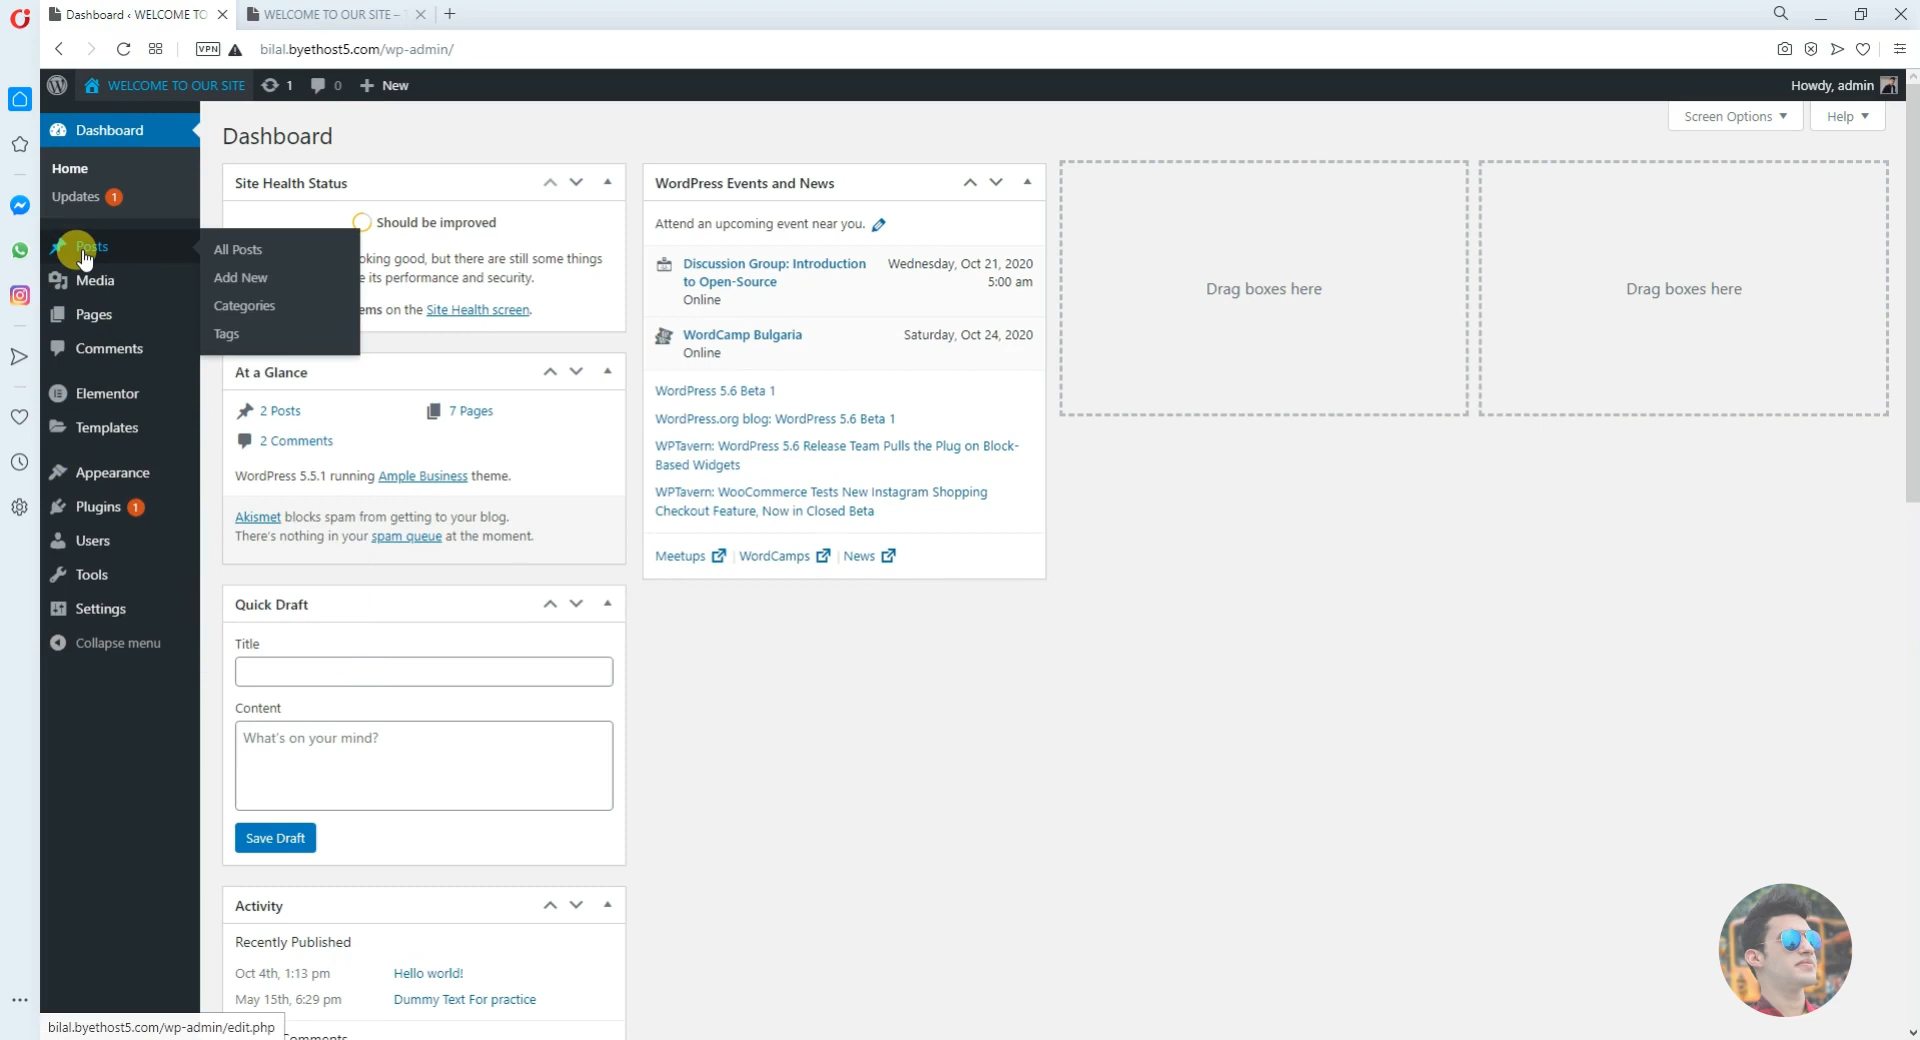 Dashboard ‹ WELCOME TO
WELCOME TO OUR SITE –
VPN
bilal.byethost5.com/wp-admin/
WELCOME TO OUR SITE
1
0
New
Howdy, admin
Dashboard
Home
Updates 1
Posts
Media
Pages
Comments
Elementor
Templates
Appearance
Plugins 1
Users
Tools
Settings
Collapse menu
All Posts
Add New
Categories
Tags
Screen Options
Help
Dashboard
Site Health Status
Should be improved
oking good, but there are still some things
e its performance and security.
ems on the Site Health screen.
At a Glance
2 Posts
7 Pages
2 Comments
WordPress 5.5.1 running Ample Business theme.
Akismet blocks spam from getting to your blog.
There's nothing in your spam queue at the moment.
Quick Draft
Title
Content
What's on your mind?
Save Draft
Activity
Recently Published
Oct 4th, 1:13 pm
Hello world!
May 15th, 6:29 pm
Dummy Text For practice
WordPress Events and News
Attend an upcoming event near you.
Discussion Group: Introduction
to Open-Source
Online
Wednesday, Oct 21, 2020
5:00 am
WordCamp Bulgaria
Online
Saturday, Oct 24, 2020
WordPress 5.6 Beta 1
WordPress.org blog: WordPress 5.6 Beta 1
WPTavern: WordPress 5.6 Release Team Pulls the Plug on Block-
Based Widgets
WPTavern: WooCommerce Tests New Instagram Shopping
Checkout Feature, Now in Closed Beta
Meetups | WordCamps | News
Drag boxes here
Drag boxes here
bilal.byethost5.com/wp-admin/edit.php